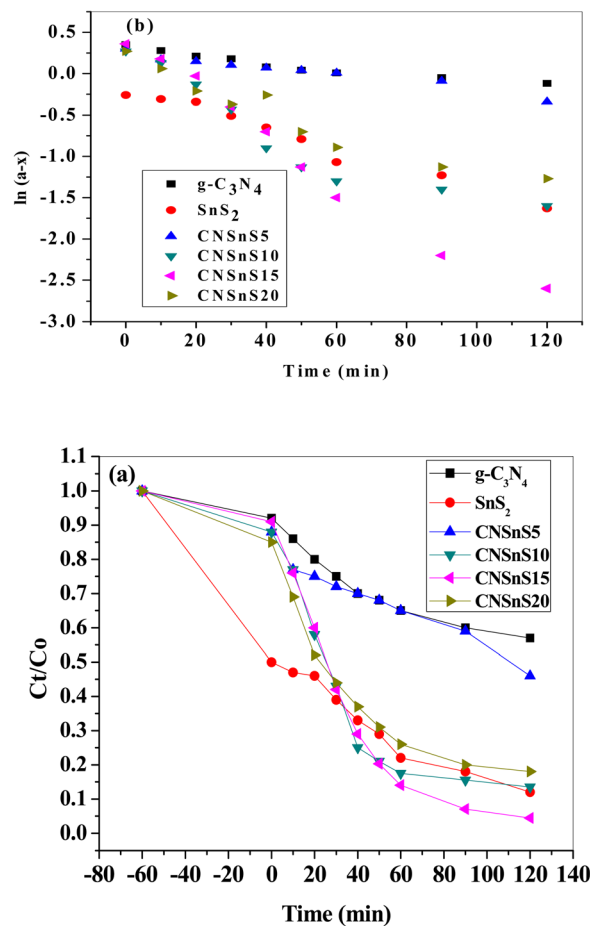 (b)
0.5
0.0
-0.5
-1.0
-1.5
-2.0
-2.5
-3.0
ln (a-x)
g-C₃N₄
SnS₂
CNSnS5
CNSnS10
CNSnS15
CNSnS20
0 20 40 60 80 100 120
Time (min)
(a)
1.1
1.0
0.9
0.8
0.7
0.6
0.5
0.4
0.3
0.2
0.1
0.0
Ct/Co
g-C₃N₄
SnS₂
CNSnS5
CNSnS10
CNSnS15
CNSnS20
-80 -60 -40 -20 0 20 40 60 80 100 120 140
Time (min)